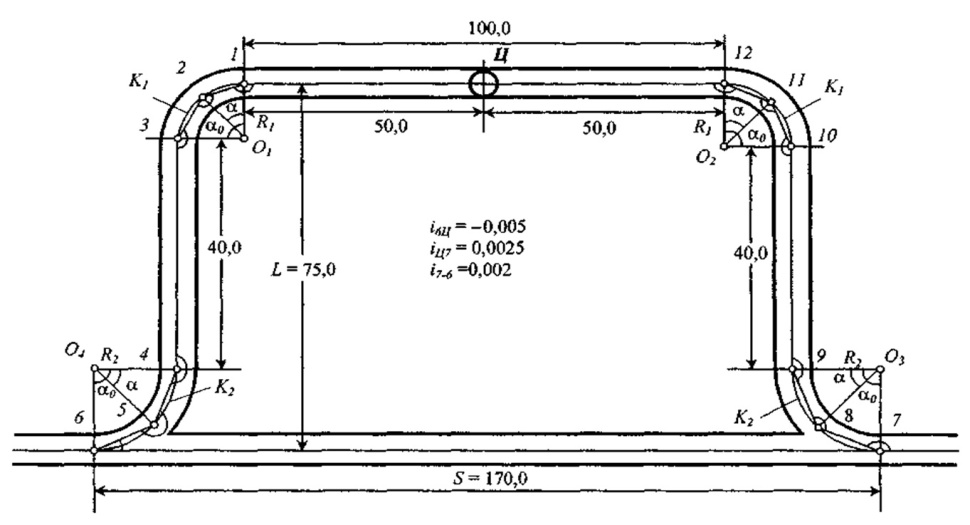 100,0
1 Ц 12
2 11
K₁ K₁
α α
3 α₀ R₁ 50,0 50,0 R₁ α₀ 10
O₁ O₂
i₆Ц = −0,005
40,0 iЦ₇ = 0,0025 40,0
L = 75,0 i₇₋₆ =0,002
O₄ R₂ 4 9 R₂ O₃
α₀ α α α₀
6 5 K₂ K₂ 8 7
S = 170,0